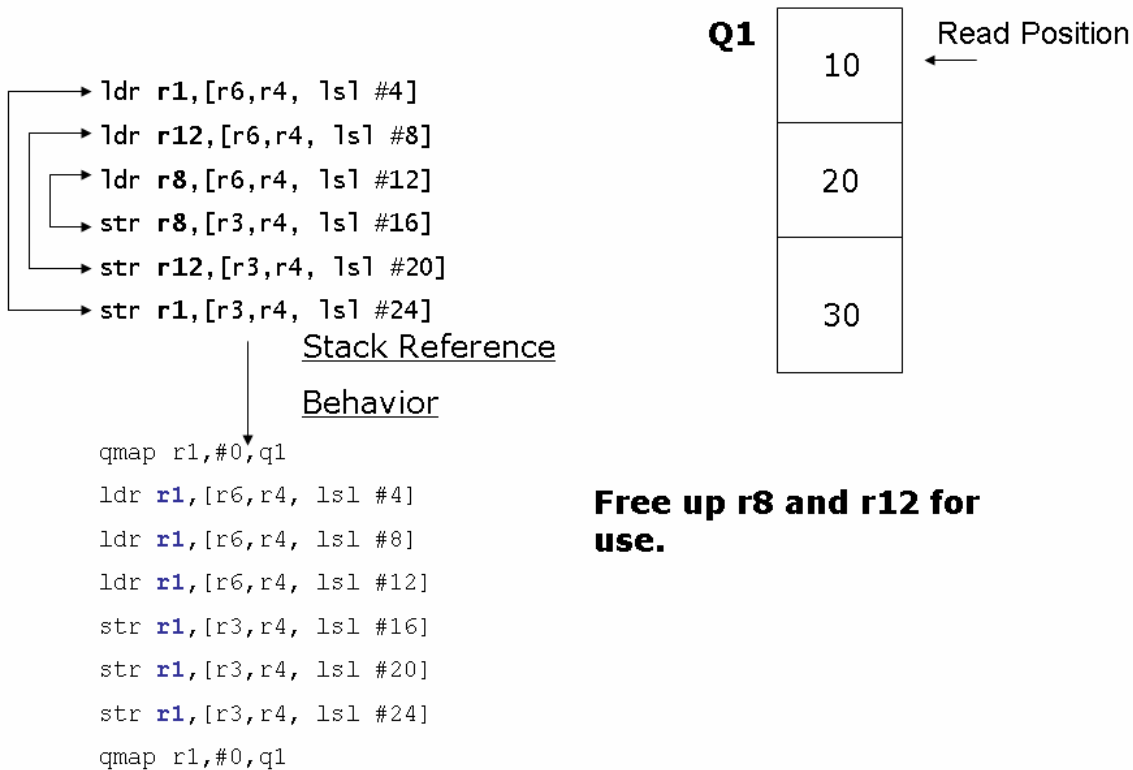 ldr r1,[r6,r4, lsl #4]
ldr r12,[r6,r4, lsl #8]
ldr r8,[r6,r4, lsl #12]
str r8,[r3,r4, lsl #16]
str r12,[r3,r4, lsl #20]
str r1,[r3,r4, lsl #24]
Stack Reference
Behavior
qmap r1,#0,q1
ldr r1,[r6,r4, lsl #4]
ldr r1,[r6,r4, lsl #8]
ldr r1,[r6,r4, lsl #12]
str r1,[r3,r4, lsl #16]
str r1,[r3,r4, lsl #20]
str r1,[r3,r4, lsl #24]
qmap r1,#0,q1
Q1
10
20
30
Read Position
Free up r8 and r12 for
use.